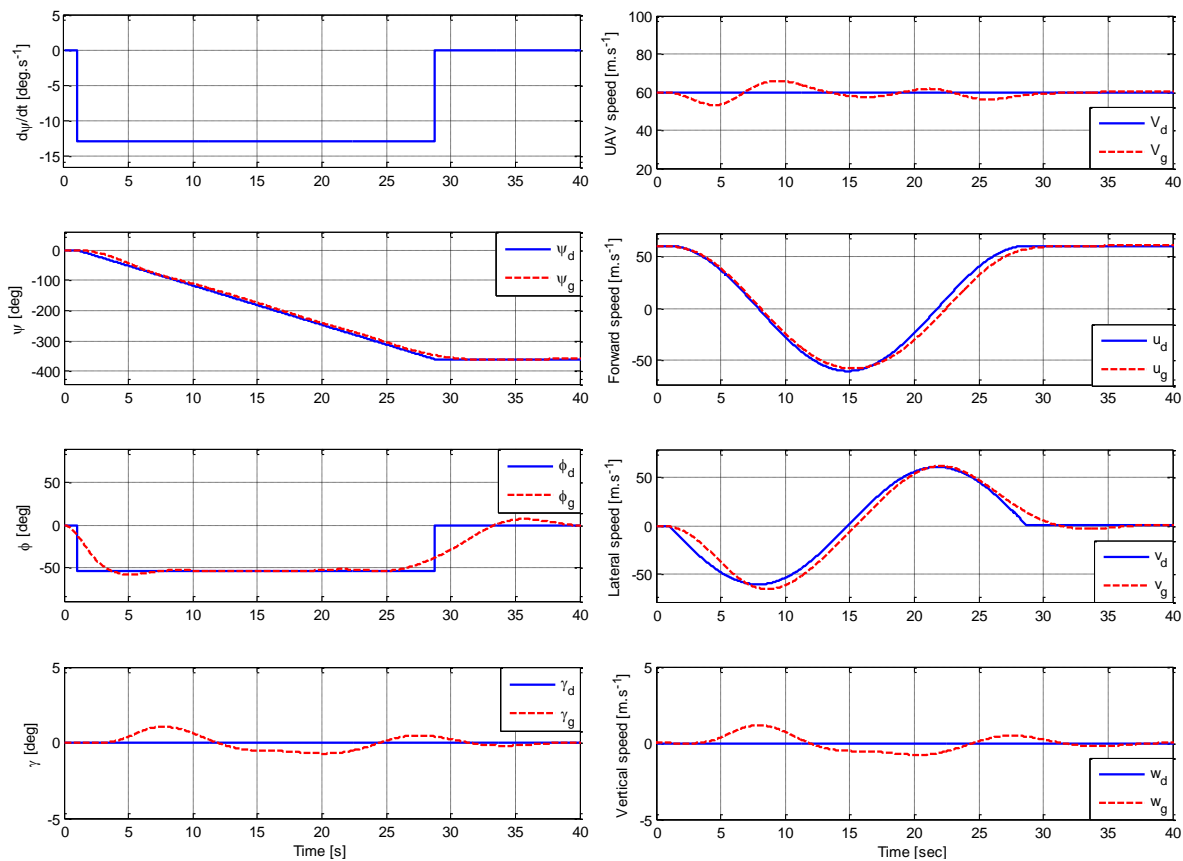 dψ/dt [deg.s-1]
5
0
-5
-10
-15
0 5 10 15 20 25 30 35 40
UAV speed [m.s-1]
100
80
60
40
20
V_d
V_g
0 5 10 15 20 25 30 35 40
ψ [deg]
0
-100
-200
-300
-400
ψ_d
ψ_g
0 5 10 15 20 25 30 35 40
Forward speed [m.s-1]
50
0
-50
u_d
u_g
0 5 10 15 20 25 30 35 40
ϕ [deg]
50
0
-50
ϕ_d
ϕ_g
0 5 10 15 20 25 30 35 40
Lateral speed [m.s-1]
50
0
-50
v_d
v_g
0 5 10 15 20 25 30 35 40
γ [deg]
5
0
-5
γ_d
γ_g
0 5 10 15 20 25 30 35 40
Time [s]
Vertical speed [m.s-1]
5
0
-5
w_d
w_g
0 5 10 15 20 25 30 35 40
Time [sec]